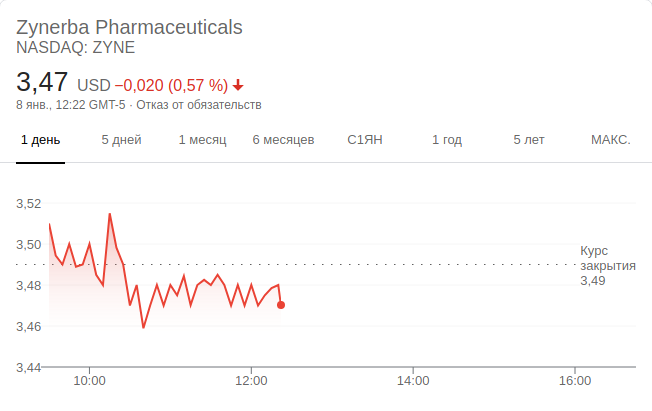 Zynerba Pharmaceuticals
NASDAQ: ZYNE
3,47 USD −0,020 (0,57 %)
8 янв., 12:22 GMT-5 · Отказ от обязательств
1 день 5 дней 1 месяц 6 месяцев С1ЯН 1 год 5 лет МАКС.
3,52
3,50
3,48
3,46
3,44
Курс
закрытия
3,49
10:00 12:00 14:00 16:00